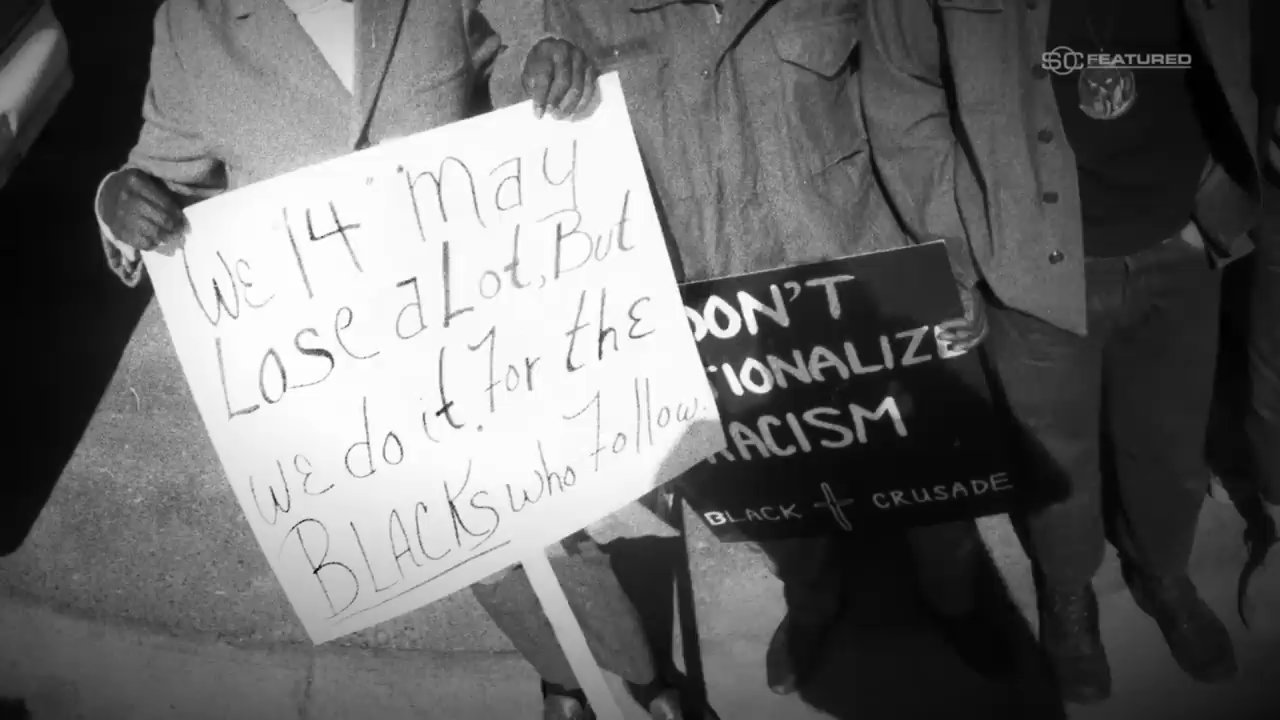 SC FEATURED
WE 14 "May
Lose a Lot, But
WE do it. For the
BLACKS who Follow.
DON'T
TIONALIZE
RACISM
BLACK CRUSADE